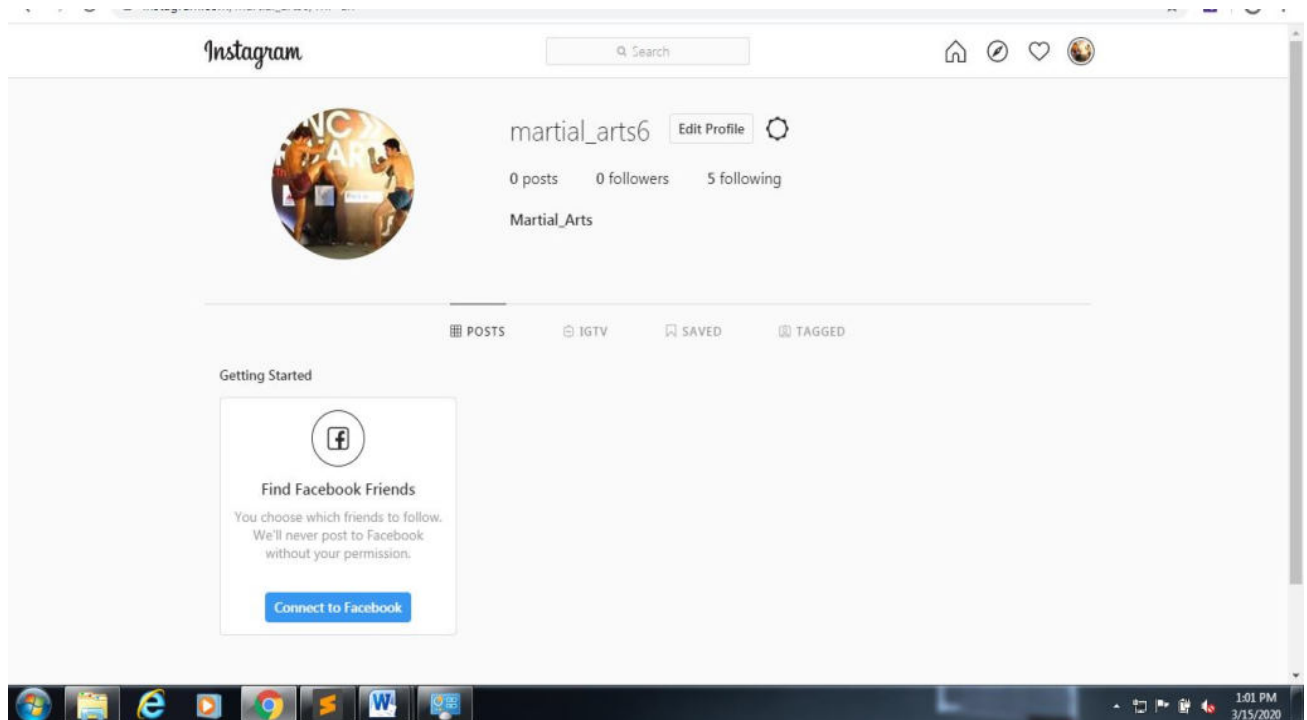 Instagram
Search
martial_arts6 Edit Profile
0 posts 0 followers 5 following
Martial_Arts
POSTS IGTV SAVED TAGGED
Getting Started
Find Facebook Friends
You choose which friends to follow.
We'll never post to Facebook
without your permission.
Connect to Facebook
1:01 PM
3/15/2020